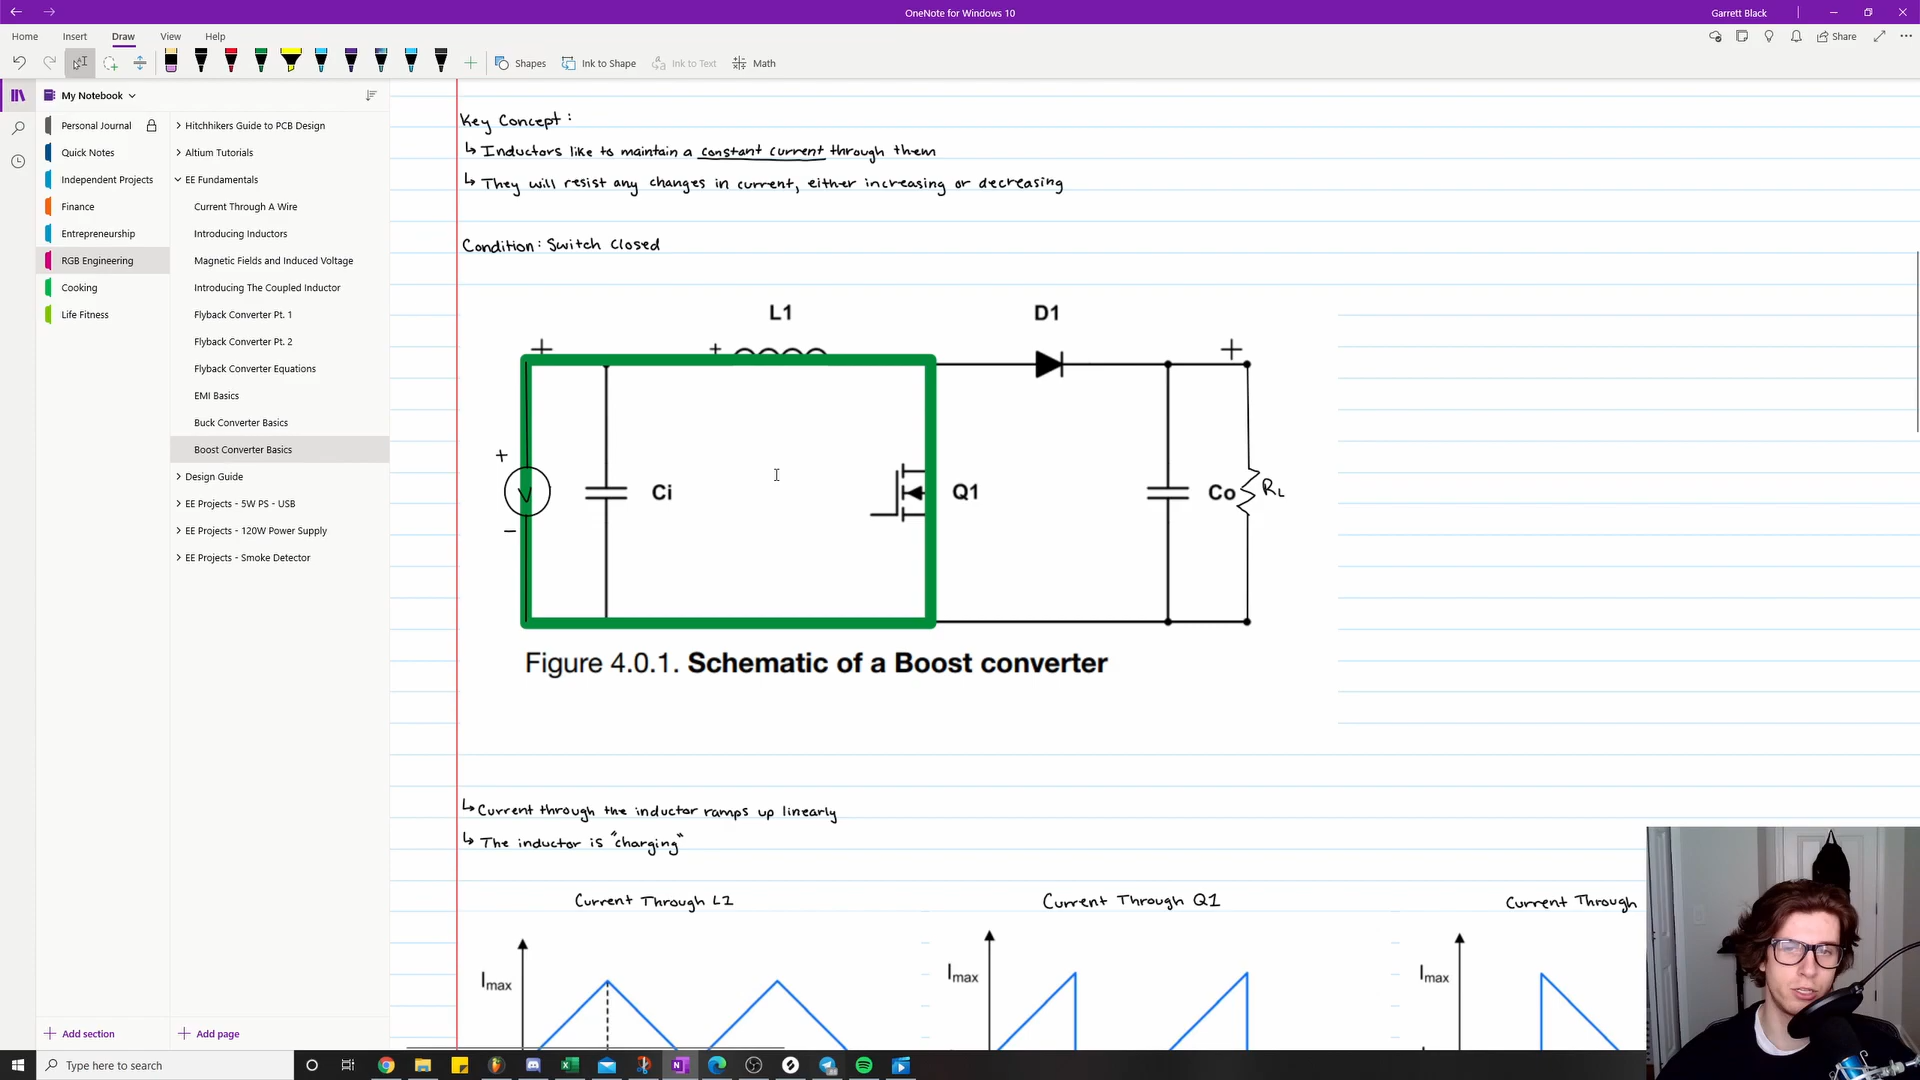 OneNote for Windows 10
Garrett Black
Home Insert Draw View Help
Share
Shapes Ink to Shape Ink to Text Math
My Notebook
Personal Journal
Quick Notes
Independent Projects
Finance
Entrepreneurship
RGB Engineering
Cooking
Life Fitness
Hitchhikers Guide to PCB Design
Altium Tutorials
EE Fundamentals
Current Through A Wire
Introducing Inductors
Magnetic Fields and Induced Voltage
Introducing The Coupled Inductor
Flyback Converter Pt. 1
Flyback Converter Pt. 2
Flyback Converter Equations
EMI Basics
Buck Converter Basics
Boost Converter Basics
Design Guide
EE Projects - 5W PS - USB
EE Projects - 120W Power Supply
EE Projects - Smoke Detector
Add section
Add page
Key Concept:
↳ Inductors like to maintain a constant current through them
↳ They will resist any changes in current, either increasing or decreasing
Condition: Switch Closed
L1 D1
+ + +
+
V
Ci Q1 Co RL
−
Figure 4.0.1. Schematic of a Boost converter
↳ Current through the inductor ramps up linearly
↳ The inductor is "charging"
Current Through L1 Current Through Q1 Current Through
Imax Imax Imax
Type here to search